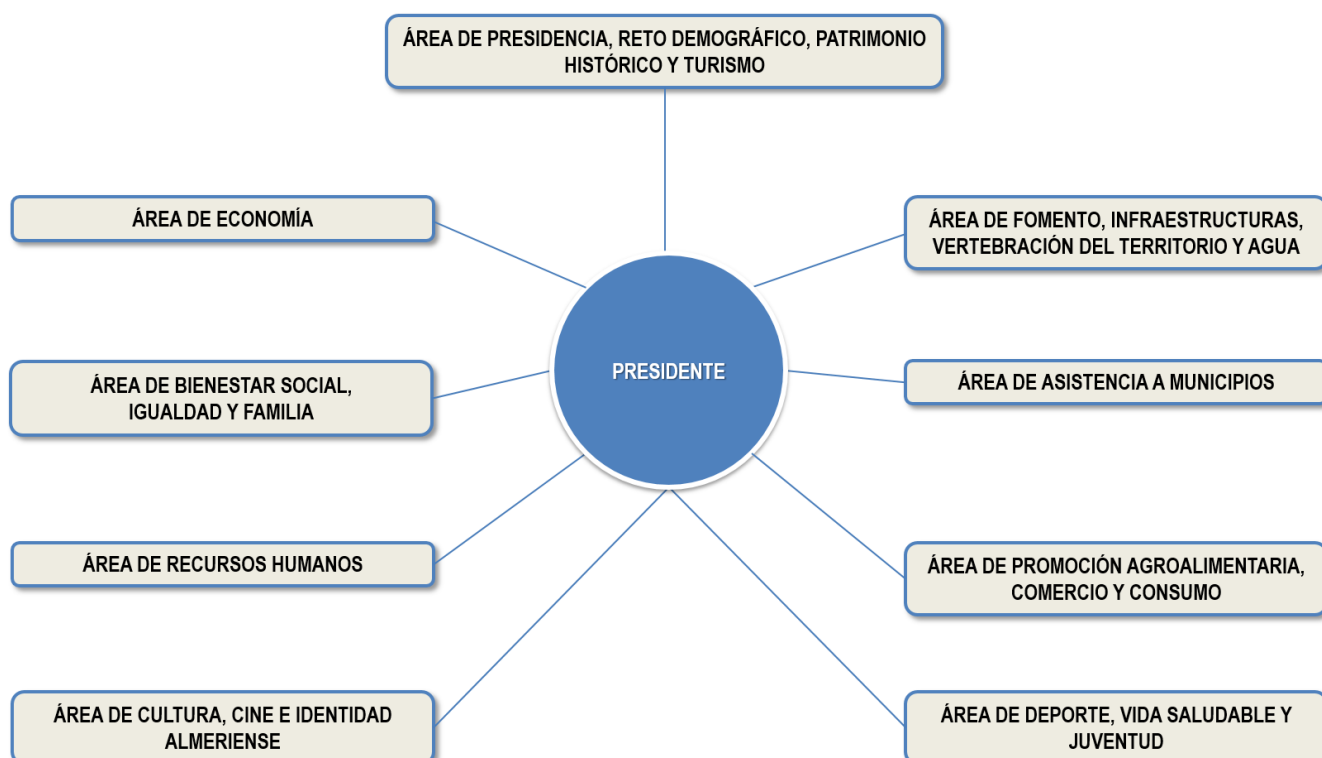 ÁREA DE PRESIDENCIA, RETO DEMOGRÁFICO, PATRIMONIO
HISTÓRICO Y TURISMO
ÁREA DE ECONOMÍA
ÁREA DE FOMENTO, INFRAESTRUCTURAS,
VERTEBRACIÓN DEL TERRITORIO Y AGUA
PRESIDENTE
ÁREA DE BIENESTAR SOCIAL,
IGUALDAD Y FAMILIA
ÁREA DE ASISTENCIA A MUNICIPIOS
ÁREA DE RECURSOS HUMANOS
ÁREA DE PROMOCIÓN AGROALIMENTARIA,
COMERCIO Y CONSUMO
ÁREA DE CULTURA, CINE E IDENTIDAD
ALMERIENSE
ÁREA DE DEPORTE, VIDA SALUDABLE Y
JUVENTUD